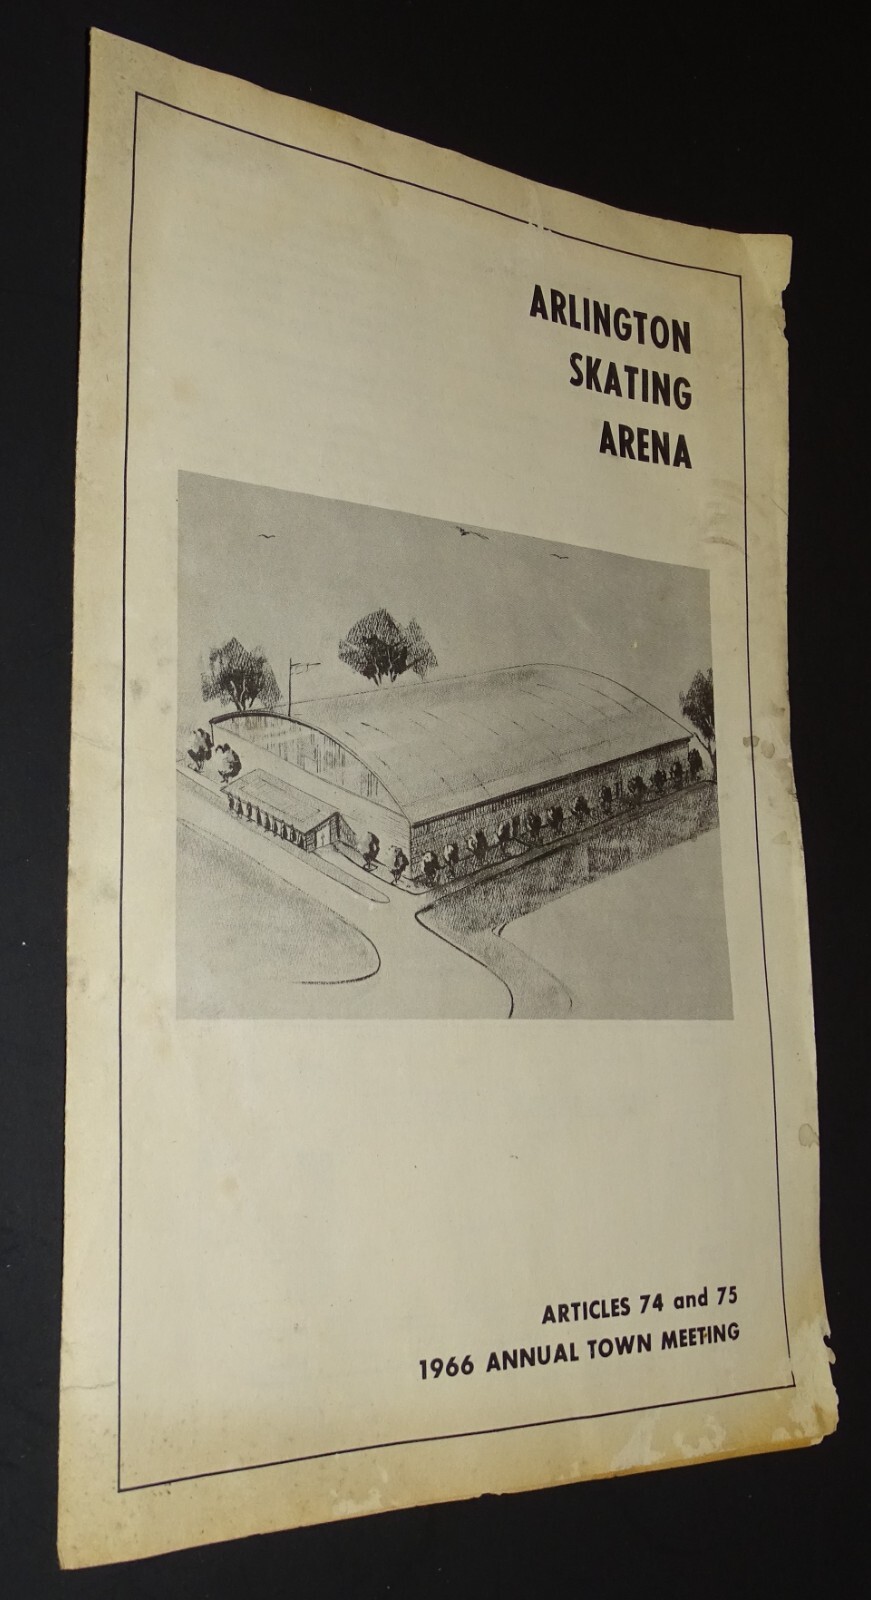 ARLINGTON
SKATING
ARENA
ARTICLES 74 and 75
1966 ANNUAL TOWN MEETING